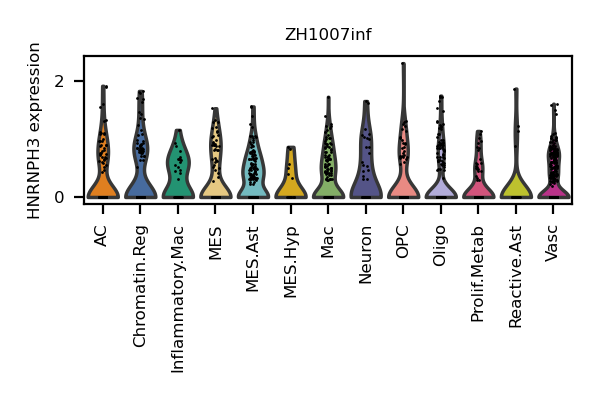 ZH1007inf
HNRNPH3 expression
2
0
AC
Chromatin.Reg
Inflammatory.Mac
MES
MES.Ast
MES.Hyp
Mac
Neuron
OPC
Oligo
Prolif.Metab
Reactive.Ast
Vasc